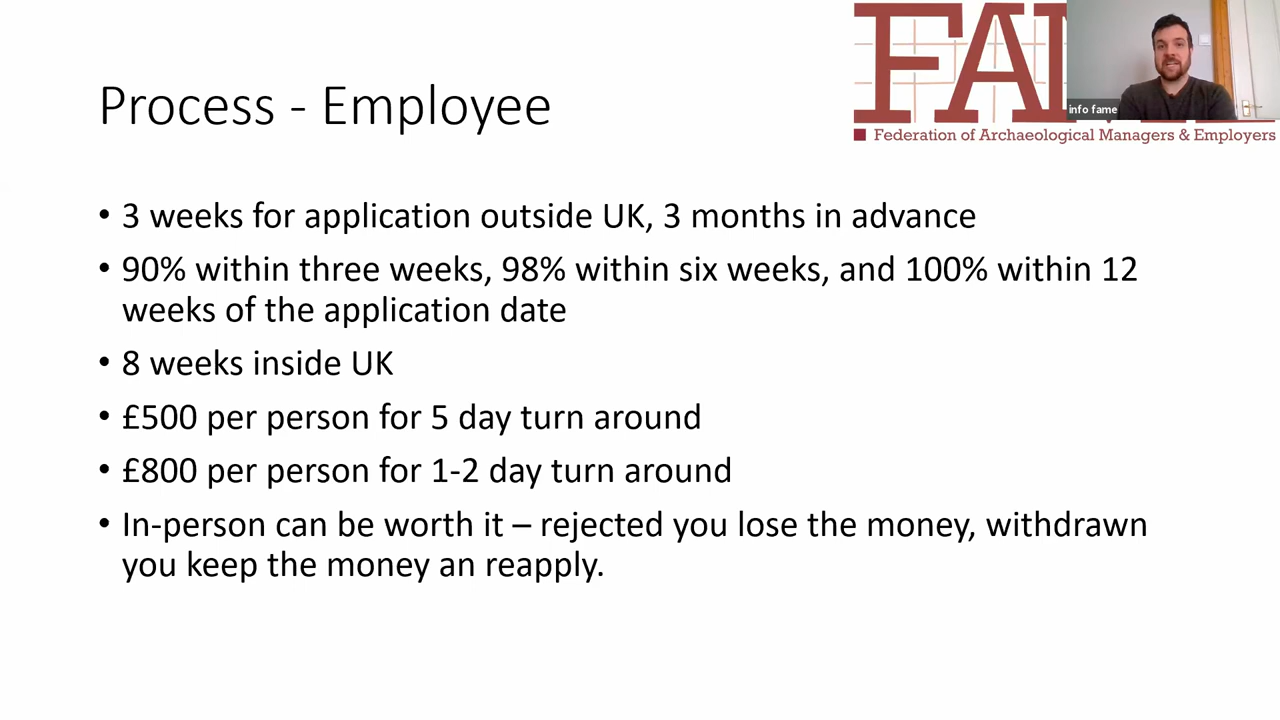 Process - Employee
FA
info fame
Federation of Archaeological Managers & Employers
• 3 weeks for application outside UK, 3 months in advance
• 90% within three weeks, 98% within six weeks, and 100% within 12
weeks of the application date
• 8 weeks inside UK
• £500 per person for 5 day turn around
• £800 per person for 1-2 day turn around
• In-person can be worth it – rejected you lose the money, withdrawn
you keep the money an reapply.